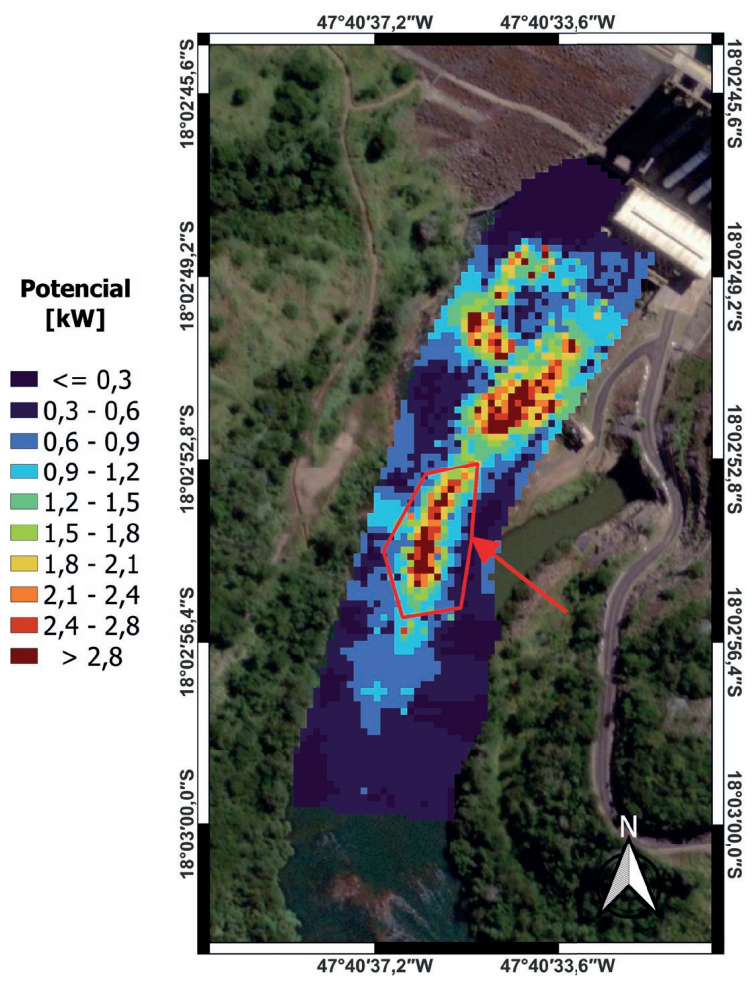 47°40′37,2″W 47°40′33,6″W
18°02′45,6″S
18°02′45,6″S
18°02′49,2″S
18°02′49,2″S
Potencial
[kW]
<= 0,3
0,3 - 0,6
0,6 - 0,9
0,9 - 1,2
1,2 - 1,5
1,5 - 1,8
1,8 - 2,1
2,1 - 2,4
2,4 - 2,8
> 2,8
18°02′52,8″S
18°02′52,8″S
18°02′56,4″S
18°02′56,4″S
18°03′00,0″S
18°03′00,0″S
N
47°40′37,2″W 47°40′33,6″W